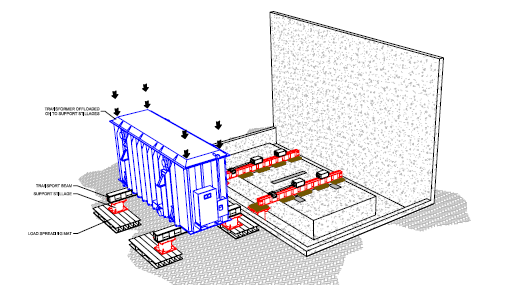 TRANSFORMER OFFLOADED
ON TO SUPPORT STILLAGES
TRANSPORT BEAM
SUPPORT STILLAGE
LOAD SPREADING MAT